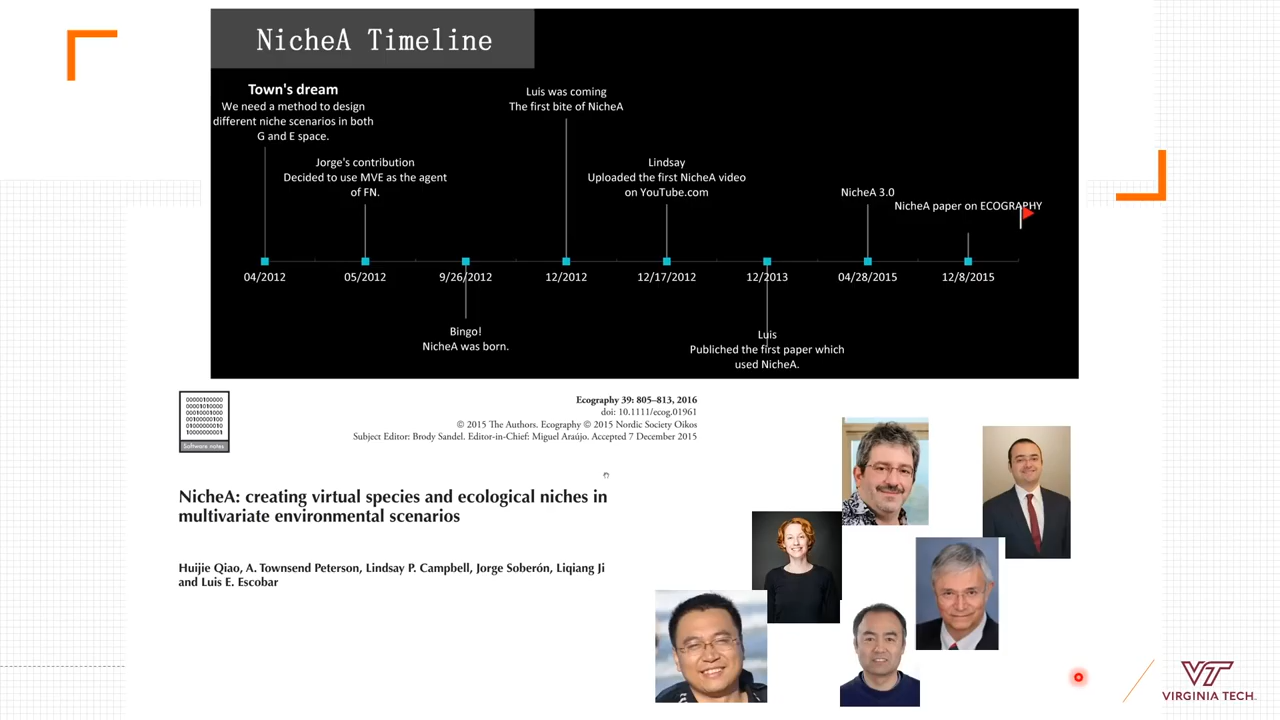 NicheA Timeline
Town's dream
We need a method to design
different niche scenarios in both
G and E space.
Jorge's contribution
Decided to use MVE as the agent
of FN.
Luis was coming
The first bite of NicheA
Lindsay
Uploaded the first NicheA video
on YouTube.com
NicheA 3.0
NicheA paper on ECOGRAPHY
04/2012
05/2012
9/26/2012
12/2012
12/17/2012
12/2013
04/28/2015
12/8/2015
Bingo!
NicheA was born.
Luis
Publiched the first paper which
used NicheA.
00000100000
00001010000
00010001000
00100000100
01000000010
10000000001
Software notes
Ecography 39: 805–813, 2016
doi: 10.1111/ecog.01961
© 2015 The Authors. Ecography © 2015 Nordic Society Oikos
Subject Editor: Brody Sandel. Editor-in-Chief: Miguel Araújo. Accepted 7 December 2015
NicheA: creating virtual species and ecological niches in
multivariate environmental scenarios
Huijie Qiao, A. Townsend Peterson, Lindsay P. Campbell, Jorge Soberón, Liqiang Ji
and Luis E. Escobar
VT
VIRGINIA TECH